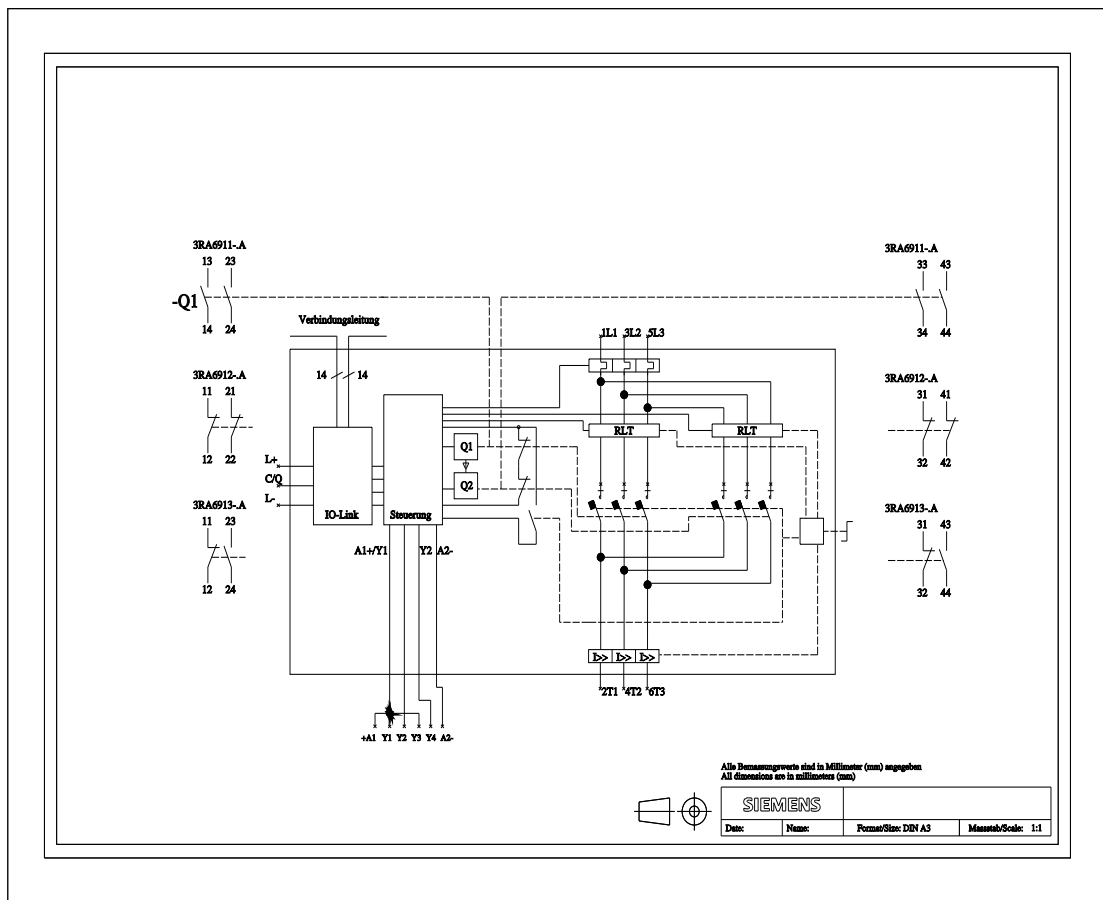 3RA6911-.A
13 23
-Q1
14 24
3RA6911-.A
33 43
34 44
Verbindungsleitung
14 14
1L1 3L2 5L3
3RA6912-.A
11 21
12 22
3RA6912-.A
31 41
32 42
RLT RLT
Q1
Q2
L+
C/Q
L-
IO-Link
Steuerung
3RA6913-.A
11 23
12 24
3RA6913-.A
31 43
32 44
A1+/Y1 Y2 A2-
I>> I>> I>>
2T1 4T2 6T3
+A1 Y1 Y2 Y3 Y4 A2-
Alle Bemassungswerte sind in Millimeter (mm) angegeben
All dimensions are in millimeters (mm)
SIEMENS
Date: Name: Format/Size: DIN A3 Massstab/Scale: 1:1